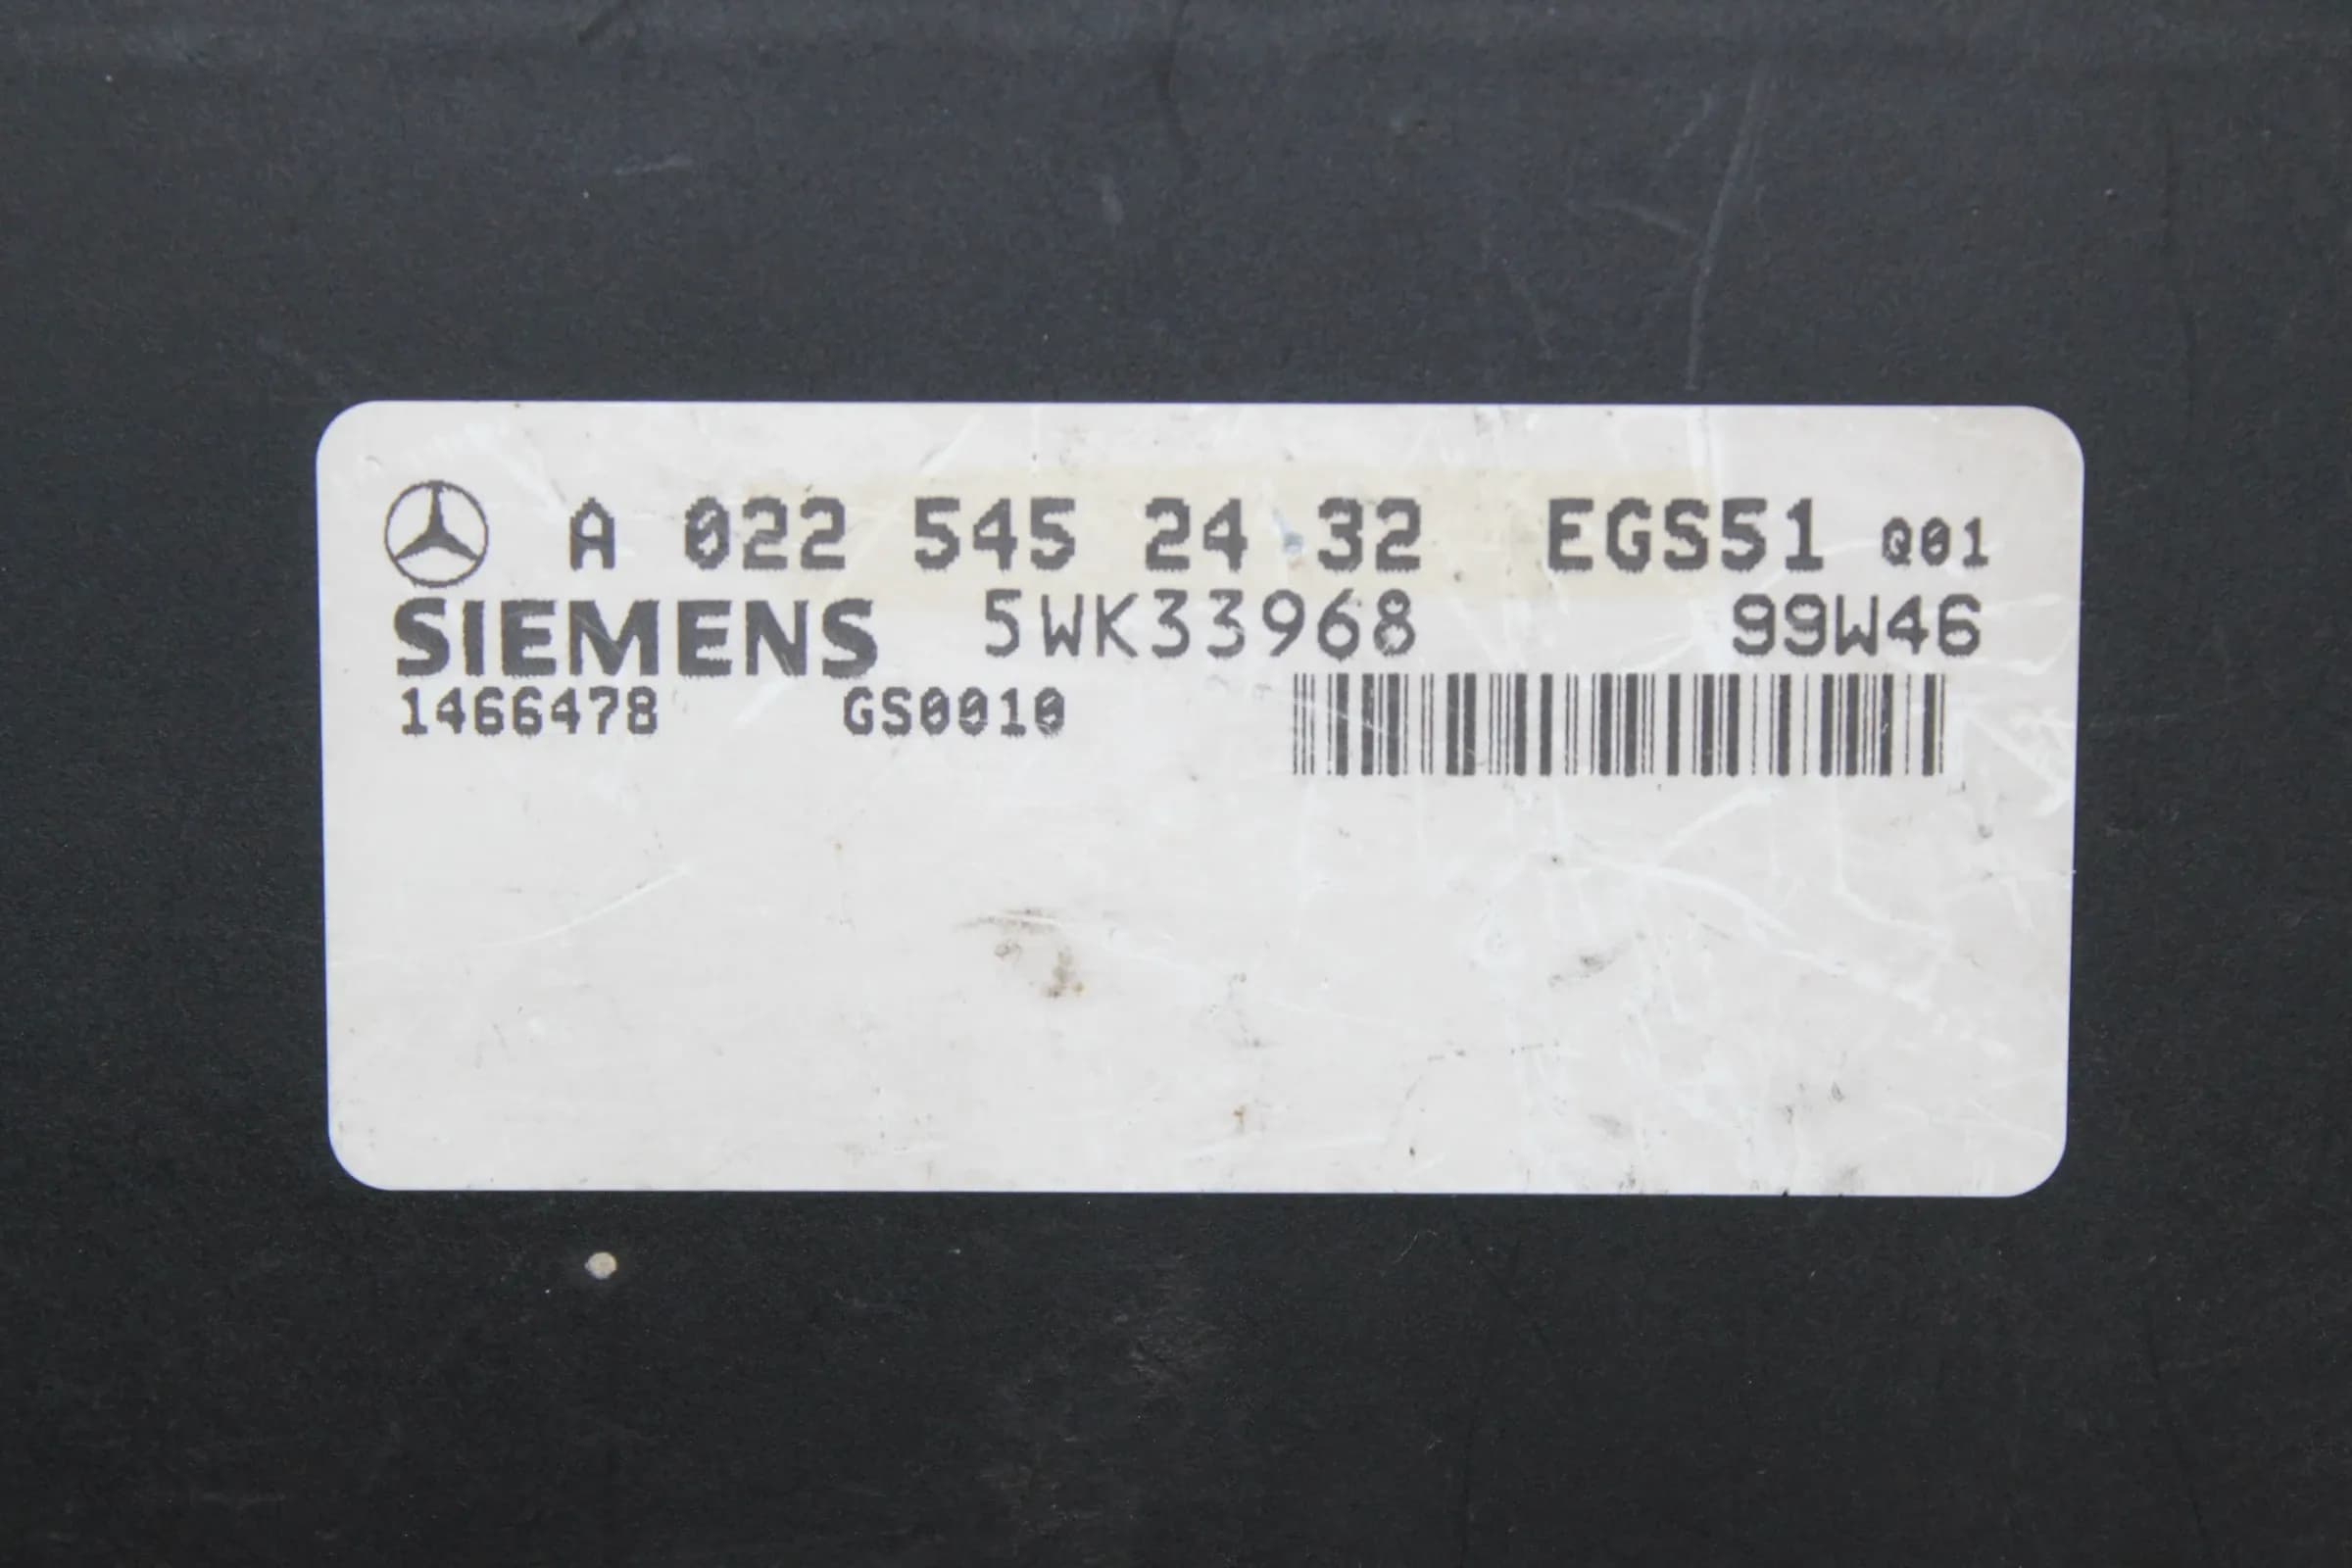 A 022 545 24 32 EGS51 Q01
SIEMENS 5WK33968 99W46
1466478 GS0010